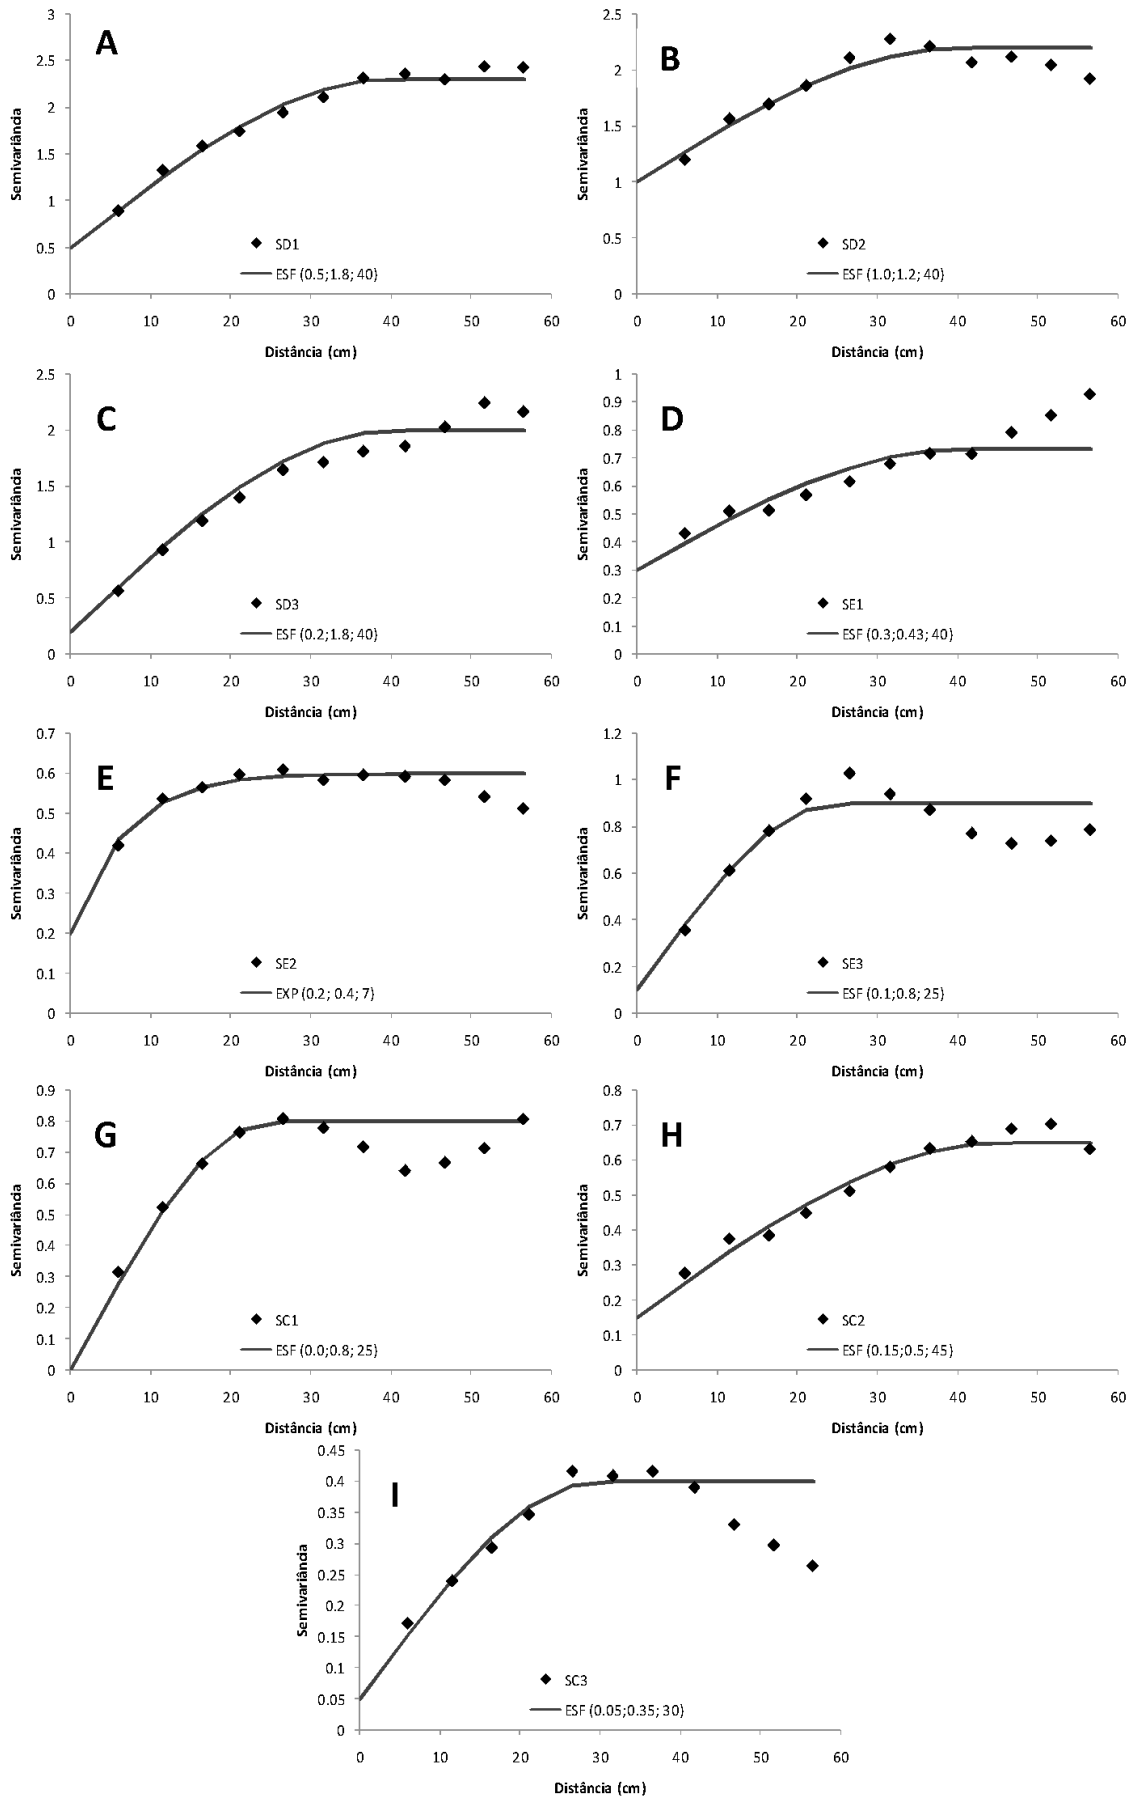 3
2.5
2
1.5
1
0.5
0
0 10 20 30 40 50 60
Semivariância
Distância (cm)
A
SD1
ESF (0.5;1.8; 40)
2.5
2
1.5
1
0.5
0
0 10 20 30 40 50 60
Semivariância
Distância (cm)
B
SD2
ESF (1.0;1.2; 40)
2.5
2
1.5
1
0.5
0
0 10 20 30 40 50 60
Semivariância
Distância (cm)
C
SD3
ESF (0.2;1.8; 40)
1
0.9
0.8
0.7
0.6
0.5
0.4
0.3
0.2
0.1
0
0 10 20 30 40 50 60
Semivariância
Distância (cm)
D
SE1
ESF (0.3;0.43; 40)
0.7
0.6
0.5
0.4
0.3
0.2
0.1
0
0 10 20 30 40 50 60
Semivariância
Distância (cm)
E
SE2
EXP (0.2; 0.4; 7)
1.2
1
0.8
0.6
0.4
0.2
0
0 10 20 30 40 50 60
Semivariância
Distância (cm)
F
SE3
ESF (0.1;0.8; 25)
0.9
0.8
0.7
0.6
0.5
0.4
0.3
0.2
0.1
0
0 10 20 30 40 50 60
Semivariância
Distância (cm)
G
SC1
ESF (0.0;0.8; 25)
0.8
0.7
0.6
0.5
0.4
0.3
0.2
0.1
0
0 10 20 30 40 50 60
Semivariância
Distância (cm)
H
SC2
ESF (0.15;0.5; 45)
0.45
0.4
0.35
0.3
0.25
0.2
0.15
0.1
0.05
0
0 10 20 30 40 50 60
Semivariância
Distância (cm)
I
SC3
ESF (0.05;0.35; 30)